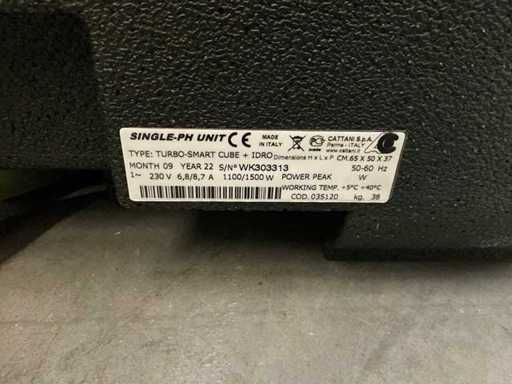 SINGLE-PH UNIT CE MADE IN ITALY CATTANI S.p.A. Parma - ITALY www.cattani.it
TYPE: TURBO-SMART CUBE + IDRO Dimensions H x L x P CM.65 X 50 X 37
MONTH 09 YEAR 22 S/N° WK303313 50-60 Hz
1~ 230 V 6,8/8,7 A 1100/1500 W POWER PEAK W
WORKING TEMP. +5°C +40°C
COD. 035120 kg. 38